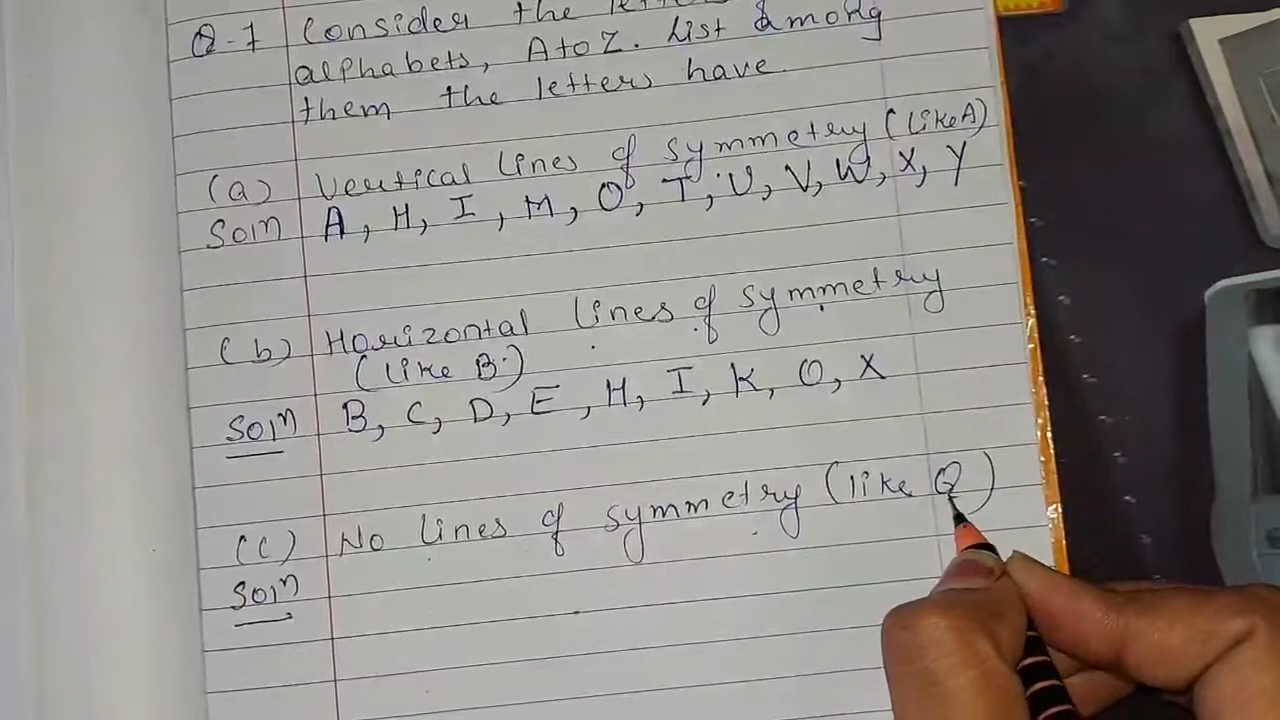 Q-1 Consider the
alphabets, A to Z. List among
them the letters have
(a) Vertical lines of symmetry (like A)
Soln A, H, I, M, O, T, U, V, W, X, Y
(b) Horizontal lines of symmetry
(like B)
Soln B, C, D, E, H, I, K, O, X
(c) No lines of symmetry (like Q)
Soln